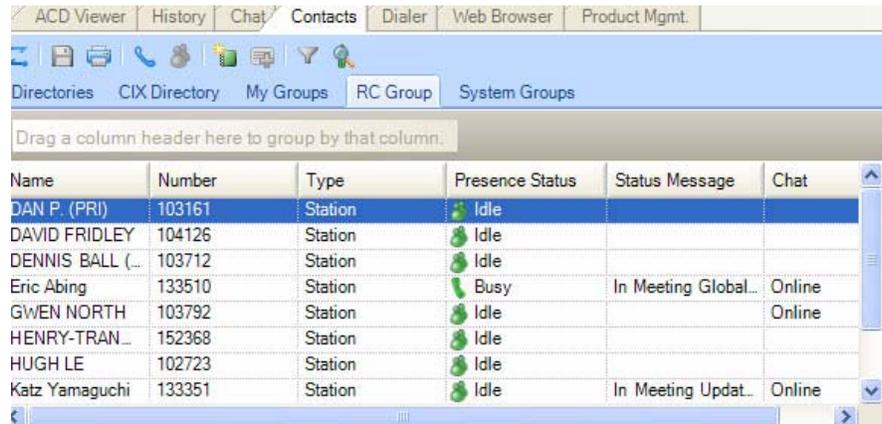 ACD Viewer History Chat Contacts Dialer Web Browser Product Mgmt.
Directories CIX Directory My Groups RC Group System Groups
Drag a column header here to group by that column.
Name Number Type Presence Status Status Message Chat
DAN P. (PRI) 103161 Station Idle
DAVID FRIDLEY 104126 Station Idle
DENNIS BALL (... 103712 Station Idle
Eric Abing 133510 Station Busy In Meeting Global... Online
GWEN NORTH 103792 Station Idle Online
HENRY-TRAN... 152368 Station Idle
HUGH LE 102723 Station Idle
Katz Yamaguchi 133351 Station Idle In Meeting Updat... Online